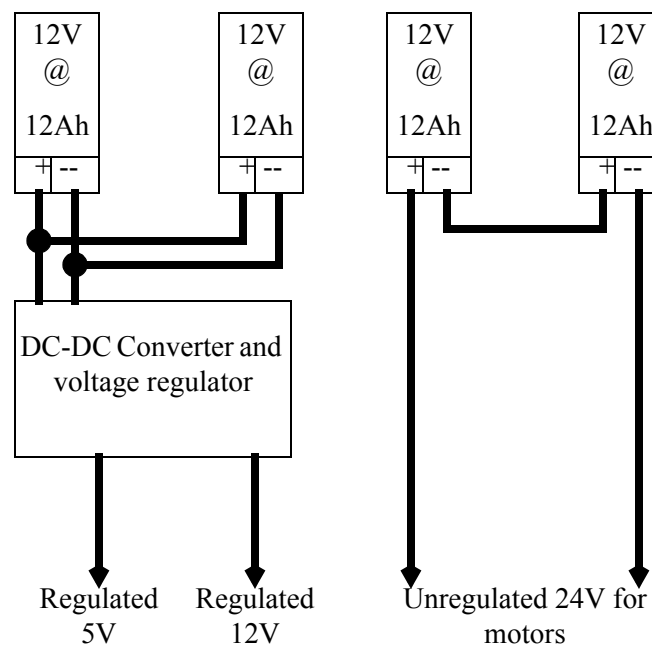 12V
@
12Ah
+ --
12V
@
12Ah
+ --
12V
@
12Ah
+ --
12V
@
12Ah
+ --
DC-DC Converter and
voltage regulator
Regulated
5V
Regulated
12V
Unregulated 24V for
motors